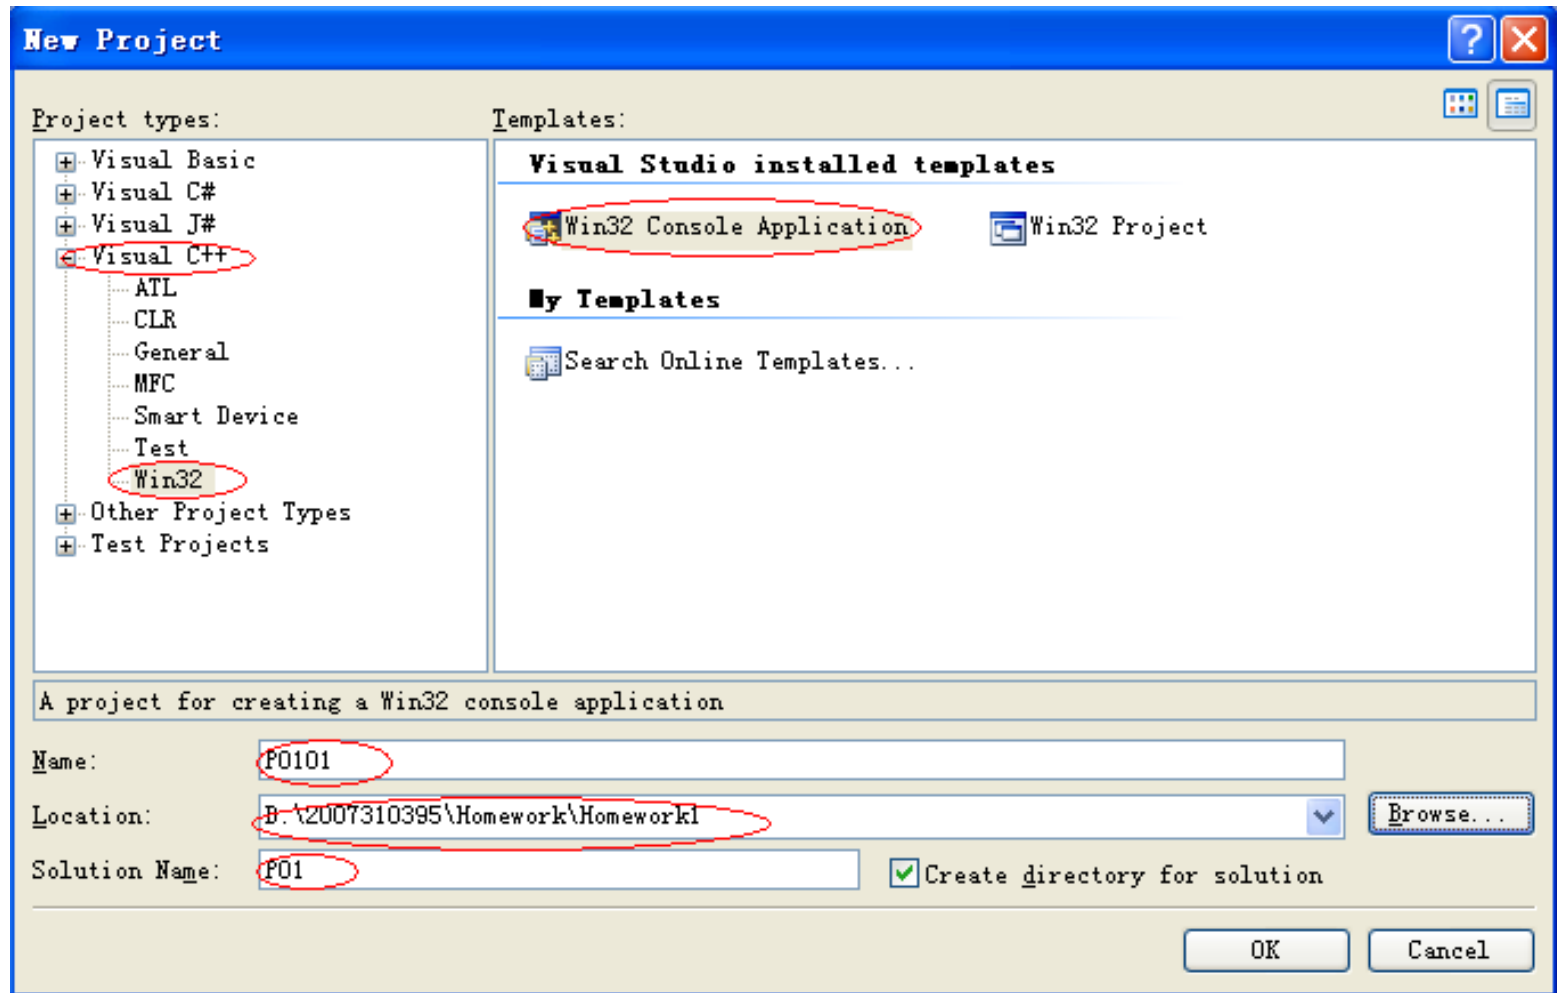 New Project
Project types:
Templates:
Visual Basic
Visual C#
Visual J#
Visual C++
ATL
CLR
General
MFC
Smart Device
Test
Win32
Other Project Types
Test Projects
Visual Studio installed templates
Win32 Console Application
Win32 Project
My Templates
Search Online Templates...
A project for creating a Win32 console application
Name:
P0101
Location:
D:\2007310395\Homework\Homework1
Browse...
Solution Name:
P01
Create directory for solution
OK
Cancel